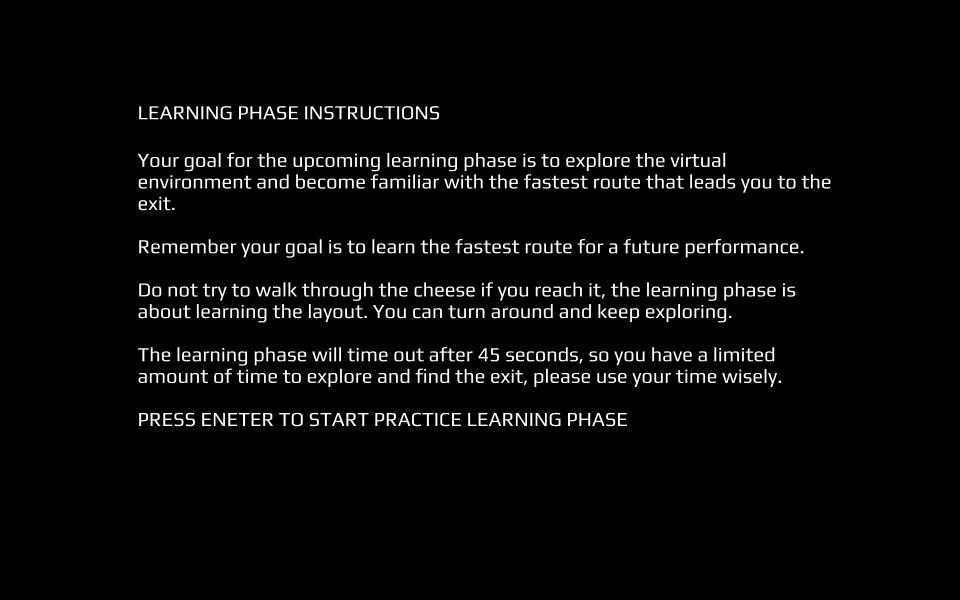 LEARNING PHASE INSTRUCTIONS
Your goal for the upcoming learning phase is to explore the virtual
environment and become familiar with the fastest route that leads you to the
exit.
Remember your goal is to learn the fastest route for a future performance.
Do not try to walk through the cheese if you reach it, the learning phase is
about learning the layout. You can turn around and keep exploring.
The learning phase will time out after 45 seconds, so you have a limited
amount of time to explore and find the exit, please use your time wisely.
PRESS ENETER TO START PRACTICE LEARNING PHASE